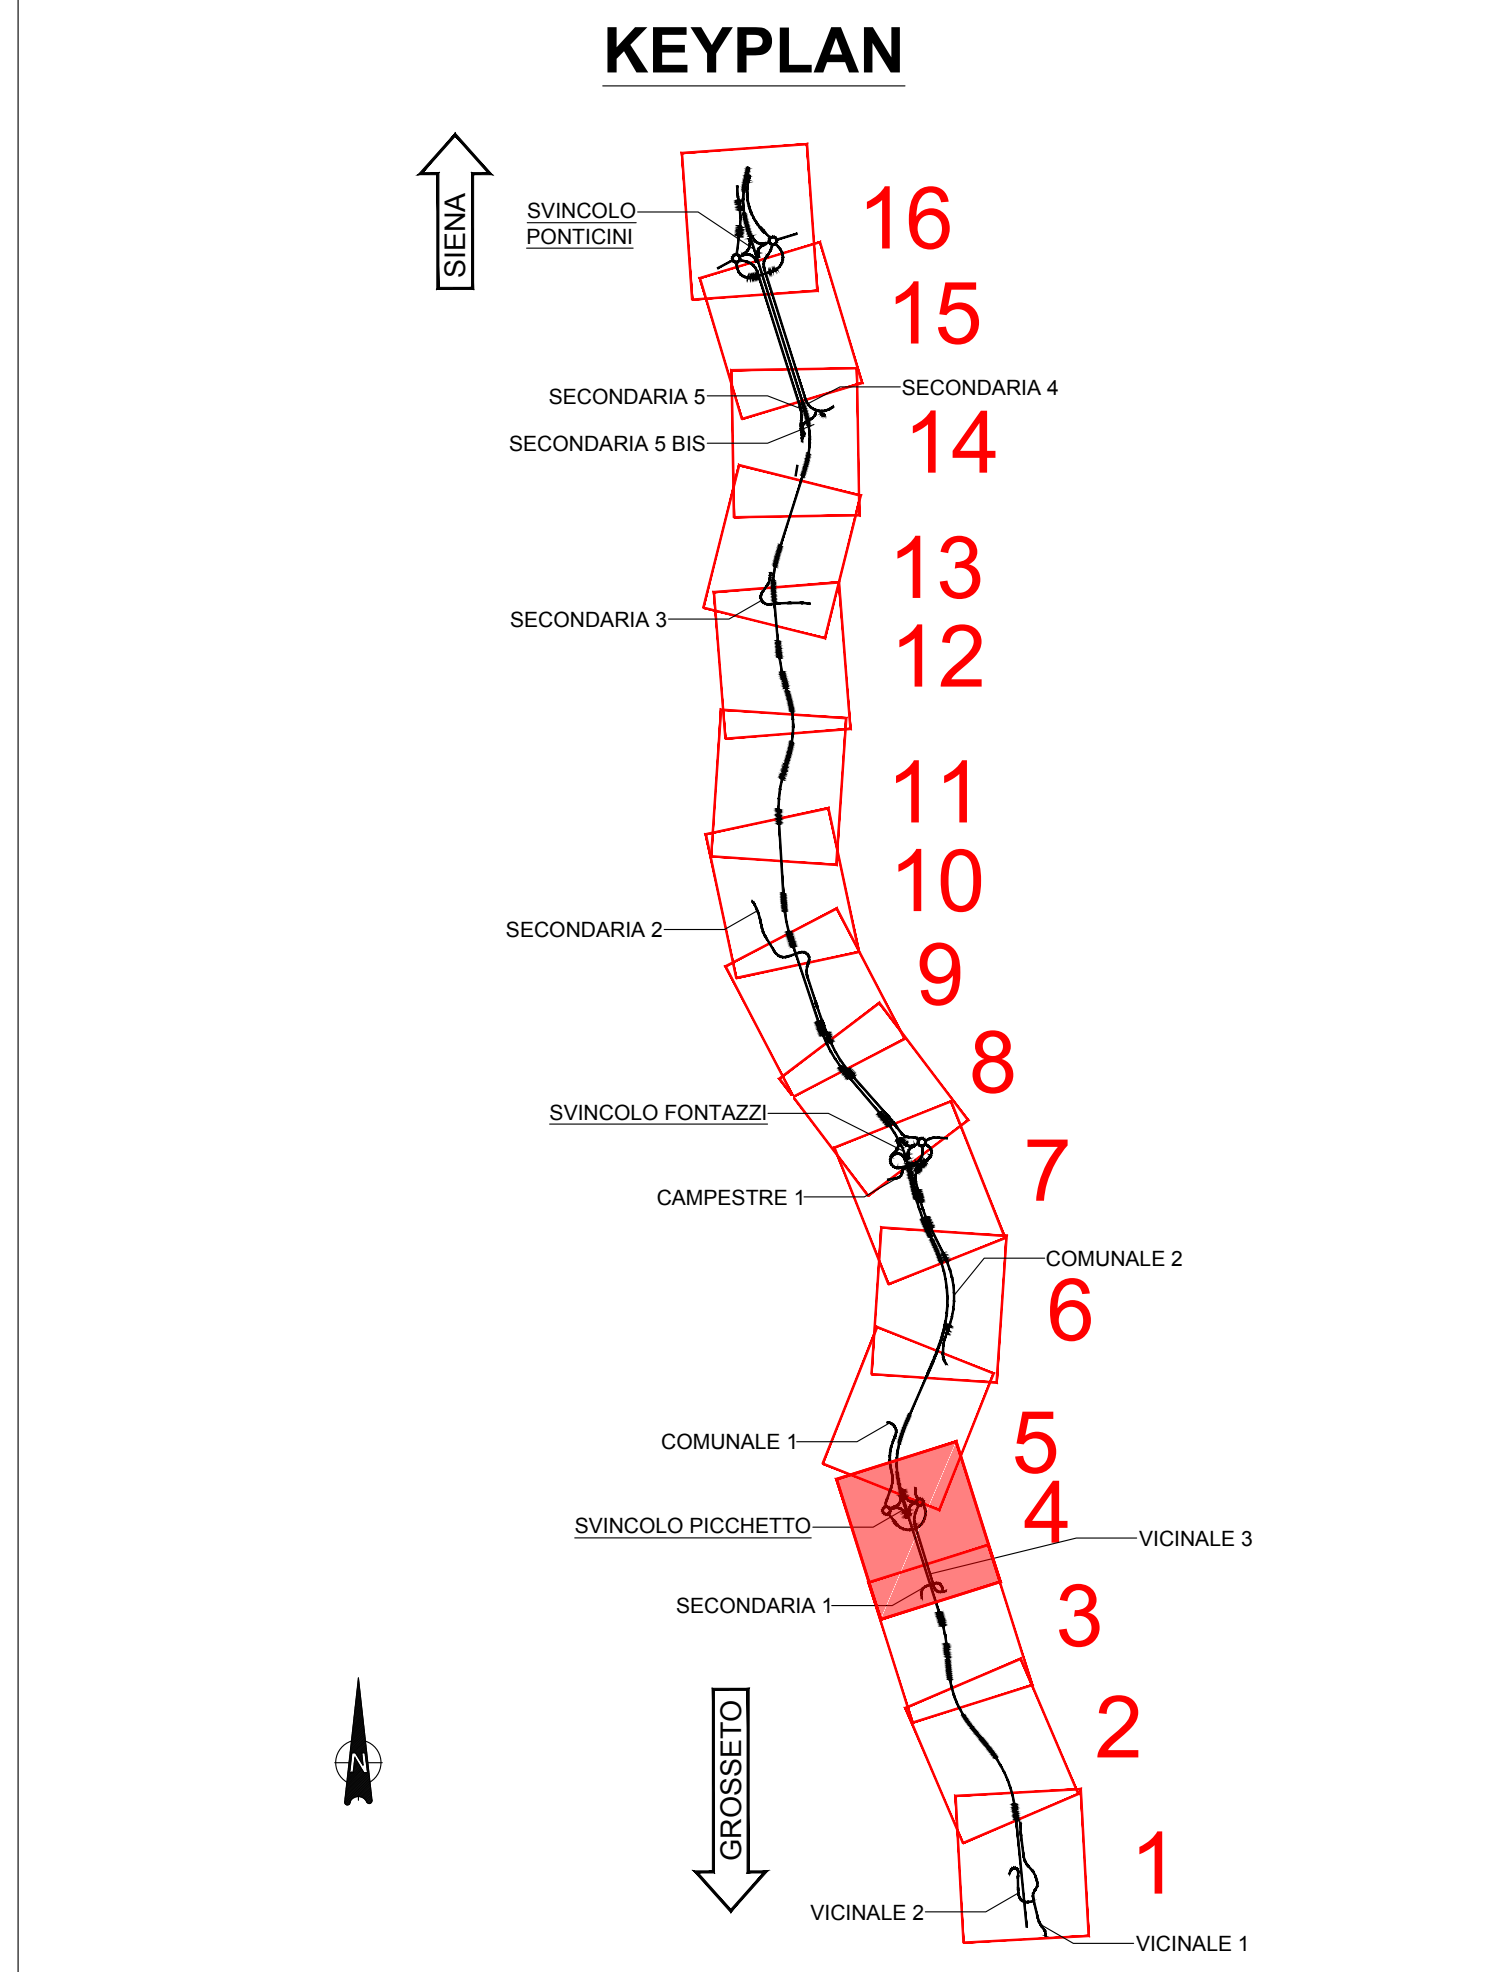 KEYPLAN
SIENA
SVINCOLO
PONTICINI
16
15
SECONDARIA 5
SECONDARIA 4
SECONDARIA 5 BIS
14
13
SECONDARIA 3
12
11
10
SECONDARIA 2
9
8
SVINCOLO FONTAZZI
7
CAMPESTRE 1
COMUNALE 2
6
COMUNALE 1
5
4
SVINCOLO PICCHETTO
VICINALE 3
SECONDARIA 1
3
2
N
GROSSETO
1
VICINALE 2
VICINALE 1